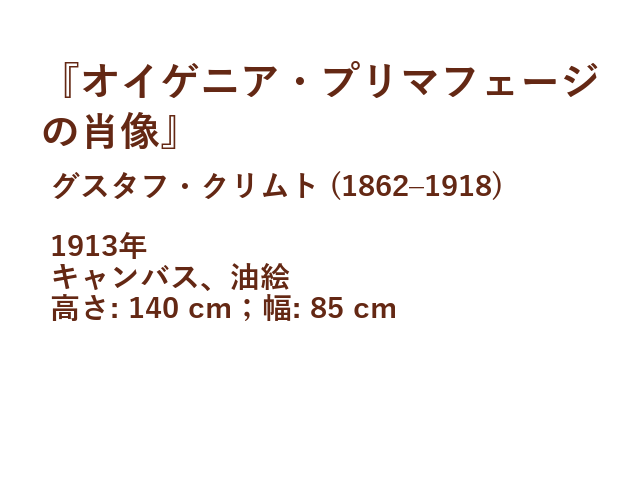 『オイゲニア・プリマフェージ
の肖像』
グスタフ・クリムト (1862–1918)
1913年
キャンバス、油絵
高さ: 140 cm；幅: 85 cm